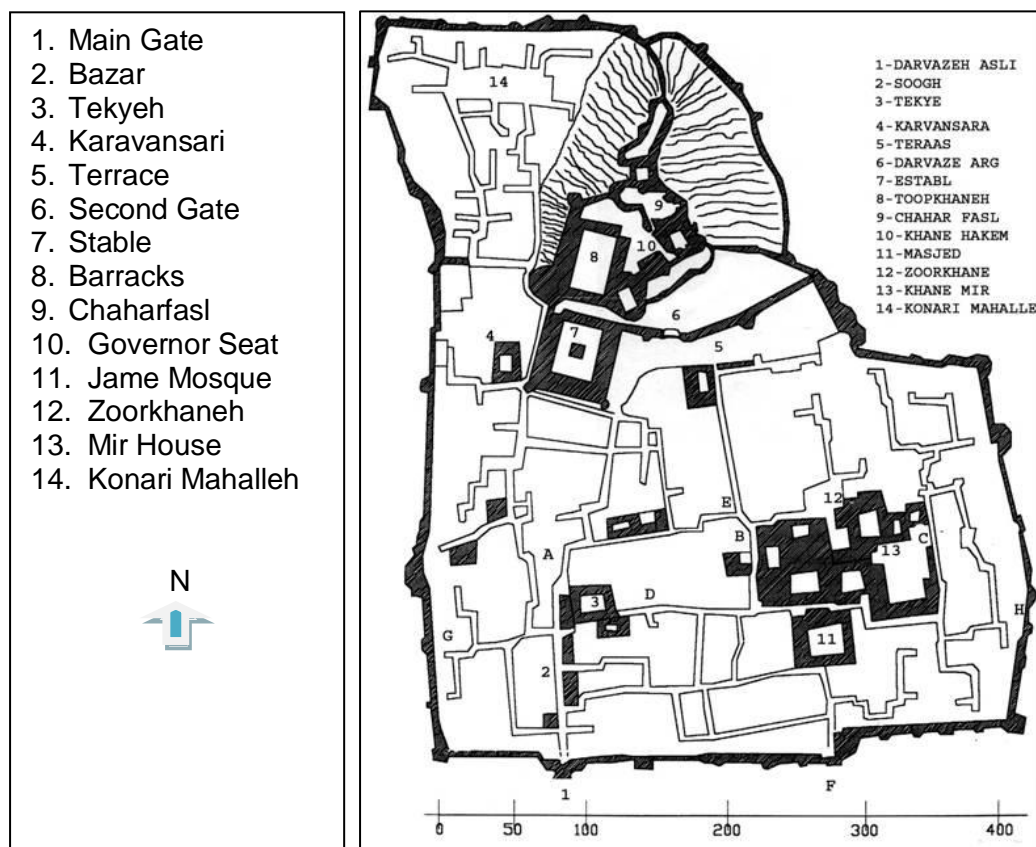 1. Main Gate
2. Bazar
3. Tekyeh
4. Karavansari
5. Terrace
6. Second Gate
7. Stable
8. Barracks
9. Chaharfasl
10. Governor Seat
11. Jame Mosque
12. Zoorkhaneh
13. Mir House
14. Konari Mahalleh
N
1-DARVAZEH ASLI
2-SOOGH
3-TEKYE
4-KARVANSARA
5-TERAAS
6-DARVAZE ARG
7-ESTABL
8-TOOPKHANEH
9-CHAHAR FASL
10-KHANE HAKEM
11-MASJED
12-ZOORKHANE
13-KHANE MIR
14-KONARI MAHALLE
14
9
10
8
6
4
7
5
12
E
B
C
13
A
3
D
G
H
11
2
1
F
0 50 100 200 300 400